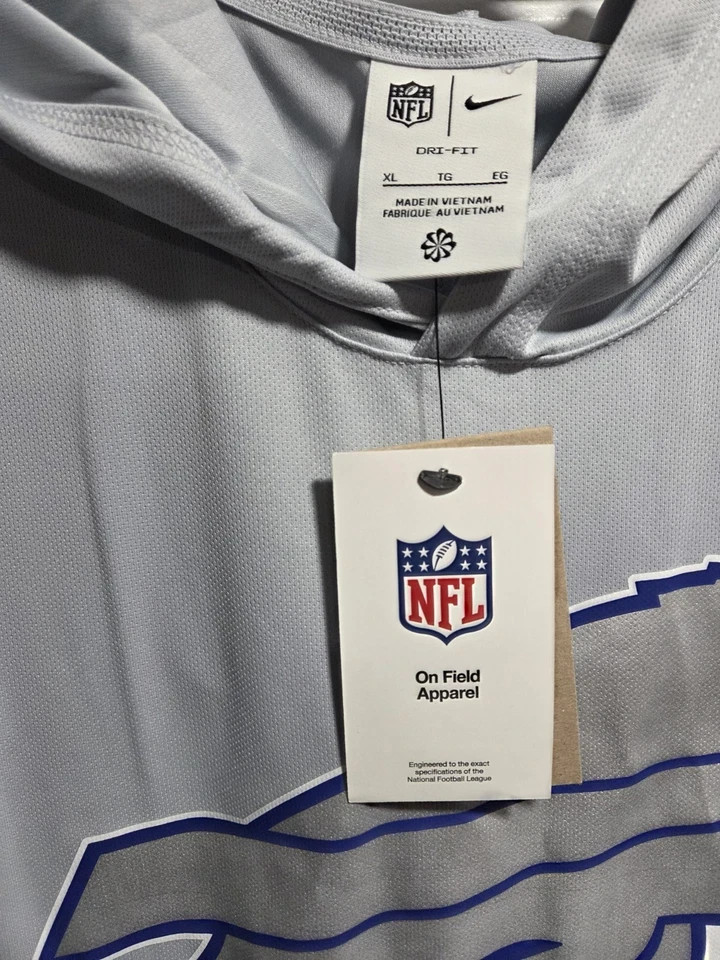 NFL
DRI-FIT
XL TG EG
MADE IN VIETNAM
FABRIQUE AU VIETNAM
NFL
On Field
Apparel
Engineered to the exact
specifications of the
National Football League